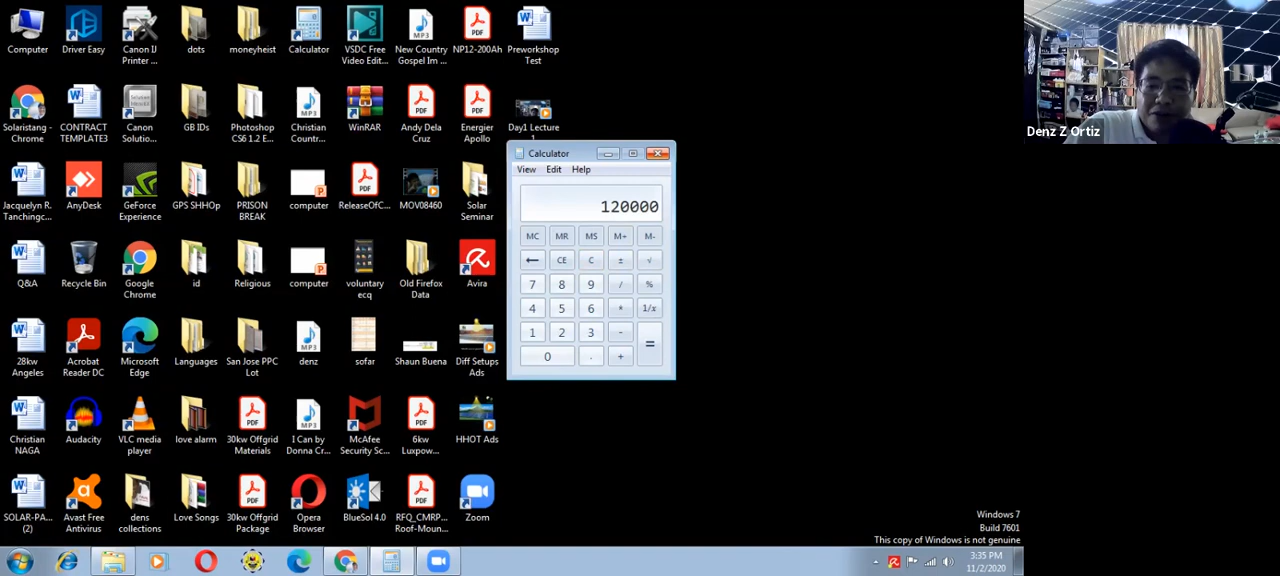 Computer
Driver Easy
Canon IJ
Printer ...
dots
moneyheist
Calculator
VSDC Free
Video Edit...
New Country
Gospel Im ...
NP12-200Ah
Preworkshop
Test
Solaristang -
Chrome
CONTRACT
TEMPLATE3
Canon
Solutio...
GB IDs
Photoshop
CS6 1.2 E...
Christian
Countr...
WinRAR
Andy Dela
Cruz
Energier
Apollo
Day1 Lecture
1
Jacquelyn R.
Tanchingc...
AnyDesk
GeForce
Experience
GPS SHHOp
PRISON
BREAK
computer
ReleaseOfC...
MOV08460
Solar
Seminar
Q&A
Recycle Bin
Google
Chrome
id
Religious
computer
voluntary
ecq
Old Firefox
Data
Avira
28kw
Angeles
Acrobat
Reader DC
Microsoft
Edge
Languages
San Jose PPC
Lot
denz
sofar
Shaun Buena
Diff Setups
Ads
Christian
NAGA
Audacity
VLC media
player
love alarm
30kw Offgrid
Materials
I Can by
Donna Cr...
McAfee
Security Sc...
6kw
Luxpow...
HHOT Ads
SOLAR-PA...
(2)
Avast Free
Antivirus
dens
collections
Love Songs
30kw Offgrid
Package
Opera
Browser
BlueSol 4.0
RFQ_CMRP...
Roof-Moun...
Zoom
Calculator
View Edit Help
120000
MC MR MS M+ M-
← CE C ± √
7 8 9 / %
4 5 6 * 1/x
1 2 3 - =
0 . +
Denz Z Ortiz
Windows 7
Build 7601
This copy of Windows is not genuine
3:35 PM
11/2/2020